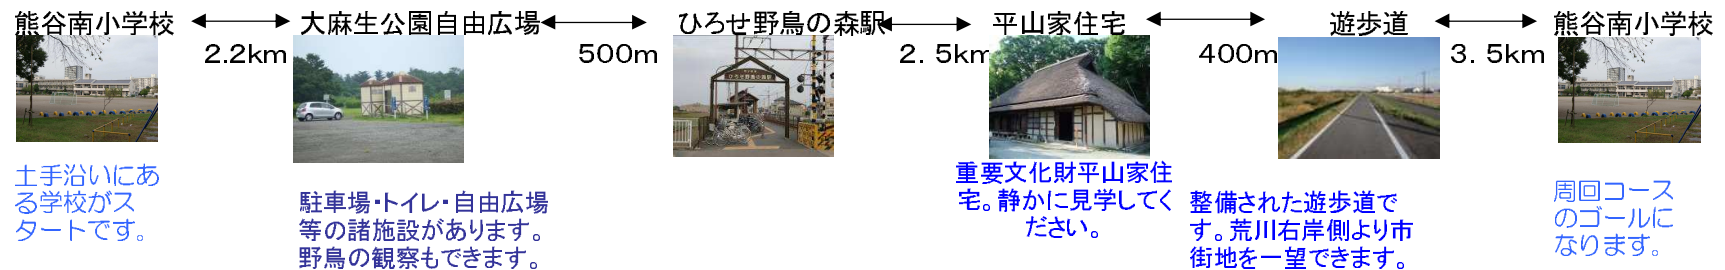 熊谷南小学校
大麻生公園自由広場
ひろせ野鳥の森駅
平山家住宅
遊歩道
熊谷南小学校
2.2km
500m
2.5km
400m
3.5km
ひろせ野鳥の森駅
土手沿いにあ
る学校がス
タートです。
駐車場・トイレ・自由広場
等の諸施設があります。
野鳥の観察もできます。
重要文化財平山家住
宅。静かに見学してく
ださい。
整備された遊歩道で
す。荒川右岸側より市
街地を一望できます。
周回コース
のゴールに
なります。